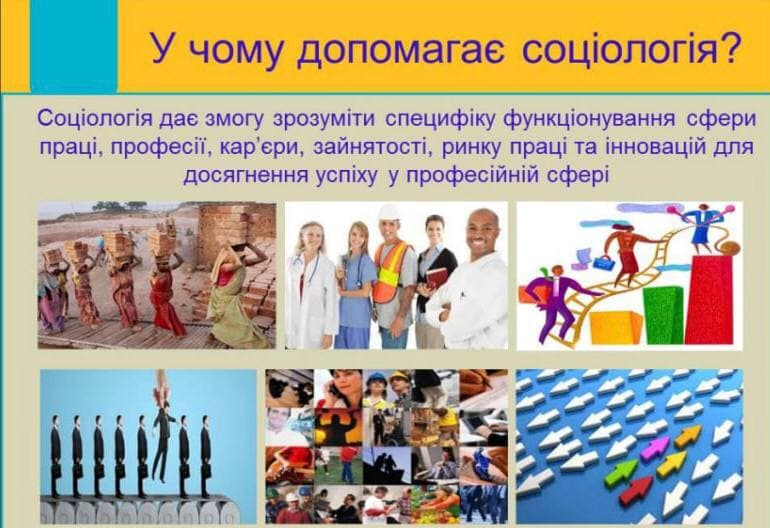 У чому допомагає соціологія?
Соціологія дає змогу зрозуміти специфіку функціонування сфери
праці, професії, кар’єри, зайнятості, ринку праці та інновацій для
досягнення успіху у професійній сфері